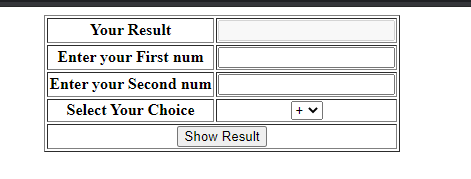 Your Result
Enter your First num
Enter your Second num
Select Your Choice +
Show Result